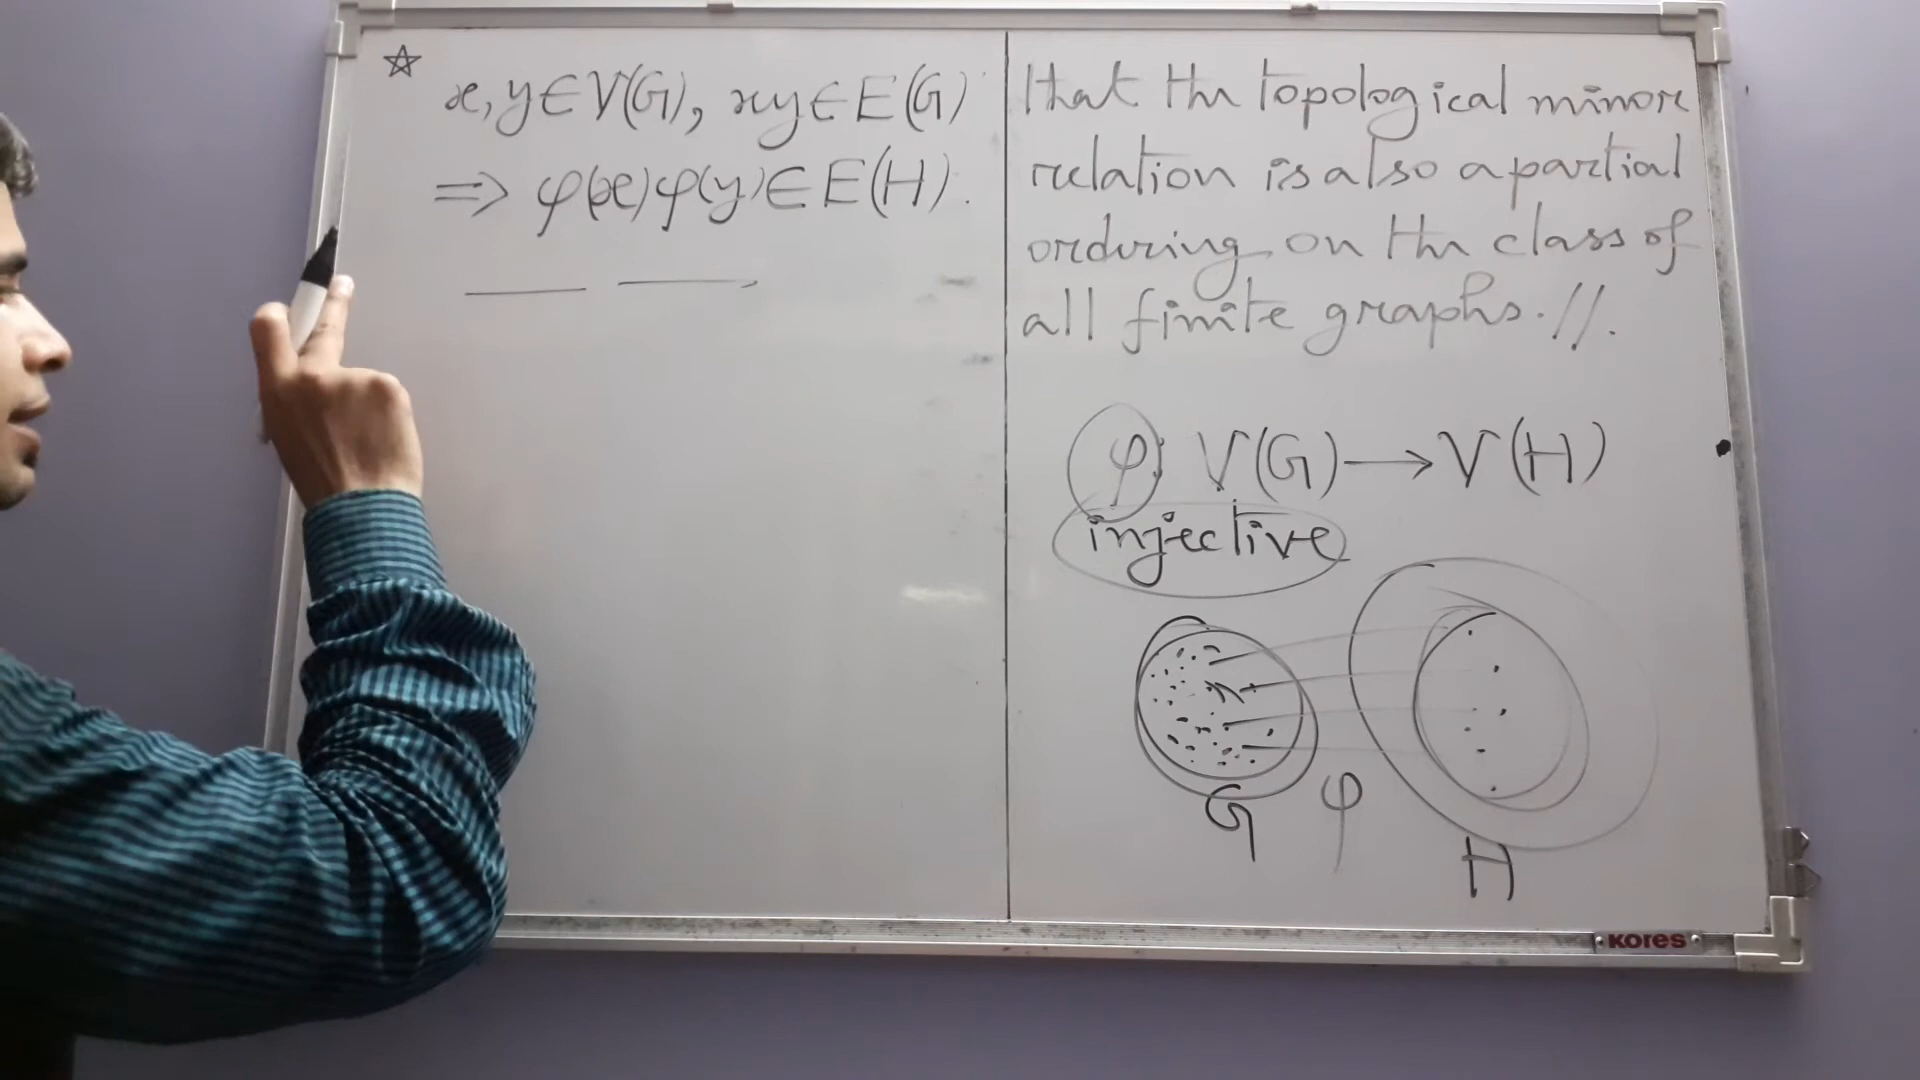 ☆ x, y ∈ V(G), xy ∈ E(G)
⇒ φ(x)φ(y) ∈ E(H).
that the topological minor
relation is also a partial
ordering on the class of
all finite graphs. //.
φ: V(G) → V(H)
injective
G φ H
KORES